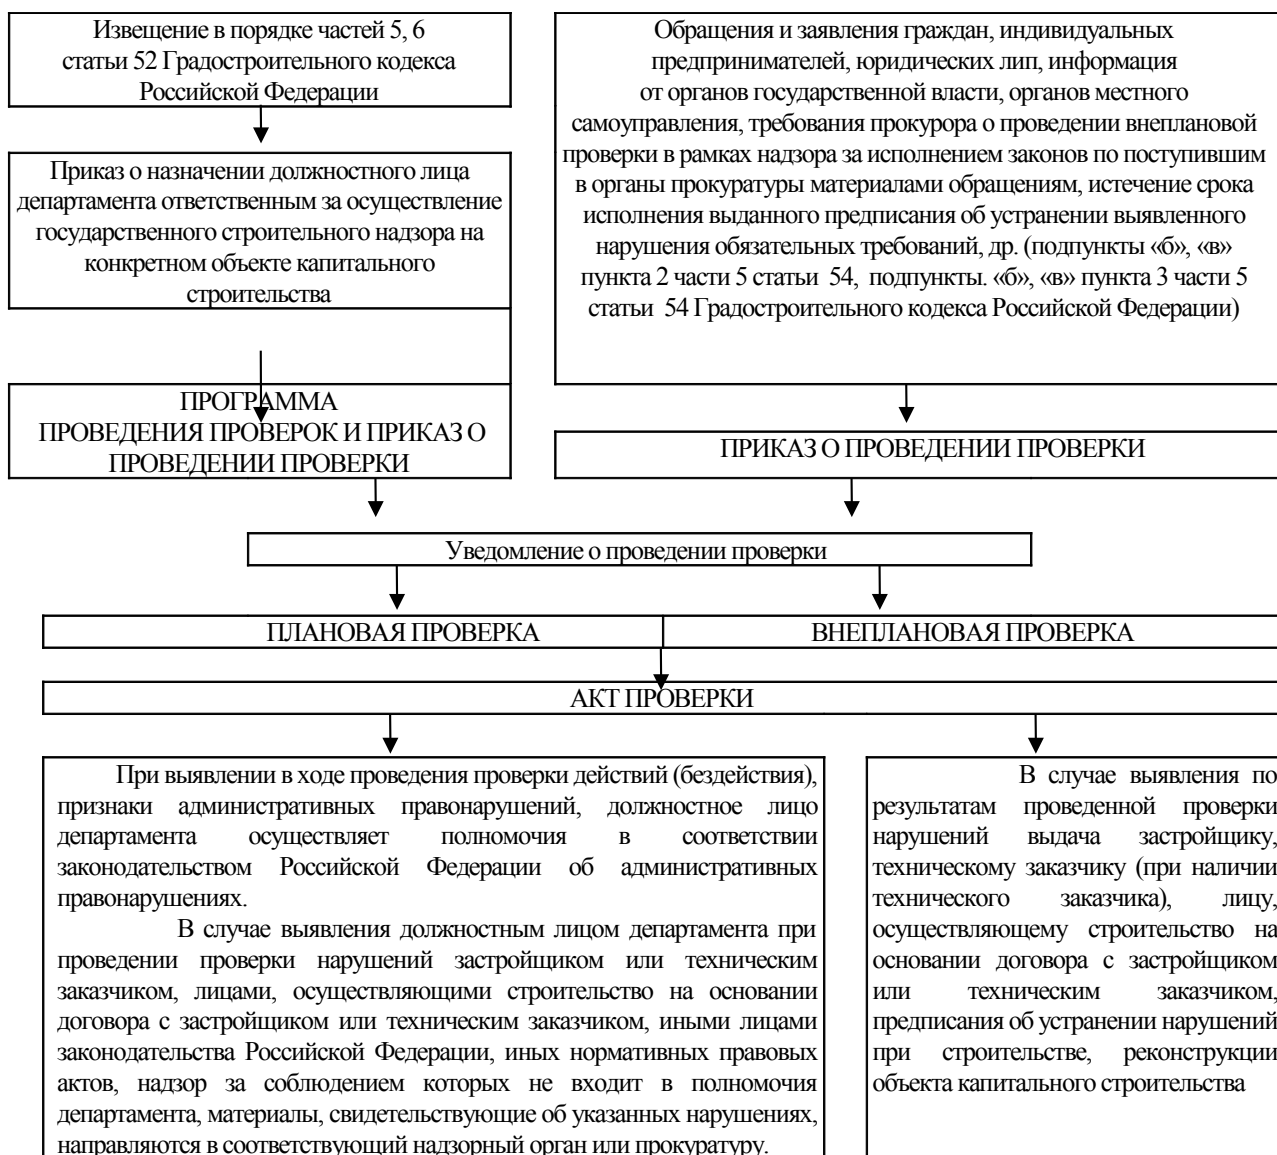 Извещение в порядке частей 5, 6
статьи 52 Градостроительного кодекса
Российской Федерации
Приказ о назначении должностного лица
департамента ответственным за осуществление
государственного строительного надзора на
конкретном объекте капитального
строительства
ПРОГРАММА
ПРОВЕДЕНИЯ ПРОВЕРОК И ПРИКАЗ О
ПРОВЕДЕНИИ ПРОВЕРКИ
Обращения и заявления граждан, индивидуальных
предпринимателей, юридических лип, информация
от органов государственной власти, органов местного
самоуправления, требования прокурора о проведении внеплановой
проверки в рамках надзора за исполнением законов по поступившим
в органы прокуратуры материалами обращениям, истечение срока
исполнения выданного предписания об устранении выявленного
нарушения обязательных требований, др. (подпункты «б», «в»
пункта 2 части 5 статьи 54, подпункты. «б», «в» пункта 3 части 5
статьи 54 Градостроительного кодекса Российской Федерации)
ПРИКАЗ О ПРОВЕДЕНИИ ПРОВЕРКИ
Уведомление о проведении проверки
ПЛАНОВАЯ ПРОВЕРКА
ВНЕПЛАНОВАЯ ПРОВЕРКА
АКТ ПРОВЕРКИ
При выявлении в ходе проведения проверки действий (бездействия),
признаки административных правонарушений, должностное лицо
департамента осуществляет полномочия в соответствии
законодательством Российской Федерации об административных
правонарушениях.
В случае выявления должностным лицом департамента при
проведении проверки нарушений застройщиком или техническим
заказчиком, лицами, осуществляющими строительство на основании
договора с застройщиком или техническим заказчиком, иными лицами
законодательства Российской Федерации, иных нормативных правовых
актов, надзор за соблюдением которых не входит в полномочия
департамента, материалы, свидетельствующие об указанных нарушениях,
направляются в соответствующий надзорный орган или прокуратуру.
В случае выявления по
результатам проведенной проверки
нарушений выдача застройщику,
техническому заказчику (при наличии
технического заказчика), лицу,
осуществляющему строительство на
основании договора с застройщиком
или техническим заказчиком,
предписания об устранении нарушений
при строительстве, реконструкции
объекта капитального строительства